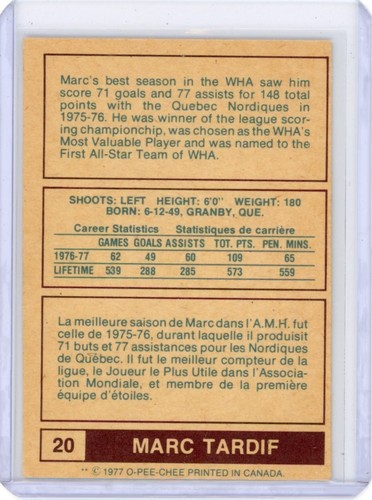 Marc's best season in the WHA saw him
score 71 goals and 77 assists for 148 total
points with the Quebec Nordiques in
1975-76. He was winner of the league scor-
ing championchip, was chosen as the WHA's
Most Valuable Player and was named to the
First All-Star Team of WHA.
SHOOTS: LEFT HEIGHT: 6'0" WEIGHT: 180
BORN: 6-12-49, GRANBY, QUE.
Career Statistics Statistiques de carrière
GAMES GOALS ASSISTS TOT. PTS. PEN. MINS.
1976-77 62 49 60 109 65
LIFETIME 539 288 285 573 559
La meilleure saison de Marc dans l'A.M.H. fut
celle de 1975-76, durant laquelle il produisit
71 buts et 77 assistances pour les Nordiques
de Québec. Il fut le meilleur compteur de la
ligue, le Joueur le Plus Utile dans l'Associa-
tion Mondiale, et membre de la première
équipe d'étoiles.
20 MARC TARDIF
** © 1977 O-PEE-CHEE PRINTED IN CANADA.